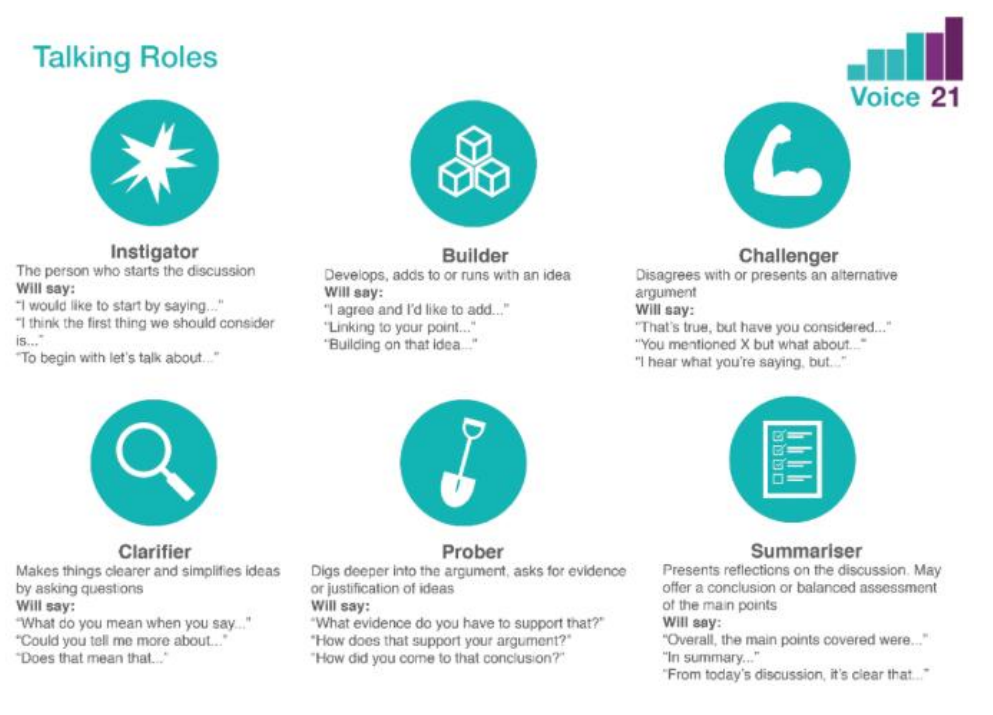 Talking Roles
Voice 21
Instigator
The person who starts the discussion
Will say:
"I would like to start by saying..."
"I think the first thing we should consider
is..."
"To begin with let's talk about..."
Builder
Develops, adds to or runs with an idea
Will say:
"I agree and I'd like to add..."
"Linking to your point..."
"Building on that idea..."
Challenger
Disagrees with or presents an alternative
argument
Will say:
"That's true, but have you considered..."
"You mentioned X but what about..."
"I hear what you're saying, but..."
Clarifier
Makes things clearer and simplifies ideas
by asking questions
Will say:
"What do you mean when you say..."
"Could you tell me more about..."
"Does that mean that..."
Prober
Digs deeper into the argument, asks for evidence
or justification of ideas
Will say:
"What evidence do you have to support that?"
"How does that support your argument?"
"How did you come to that conclusion?"
Summariser
Presents reflections on the discussion. May
offer a conclusion or balanced assessment
of the main points
Will say:
"Overall, the main points covered were..."
"In summary..."
"From today's discussion, it's clear that..."